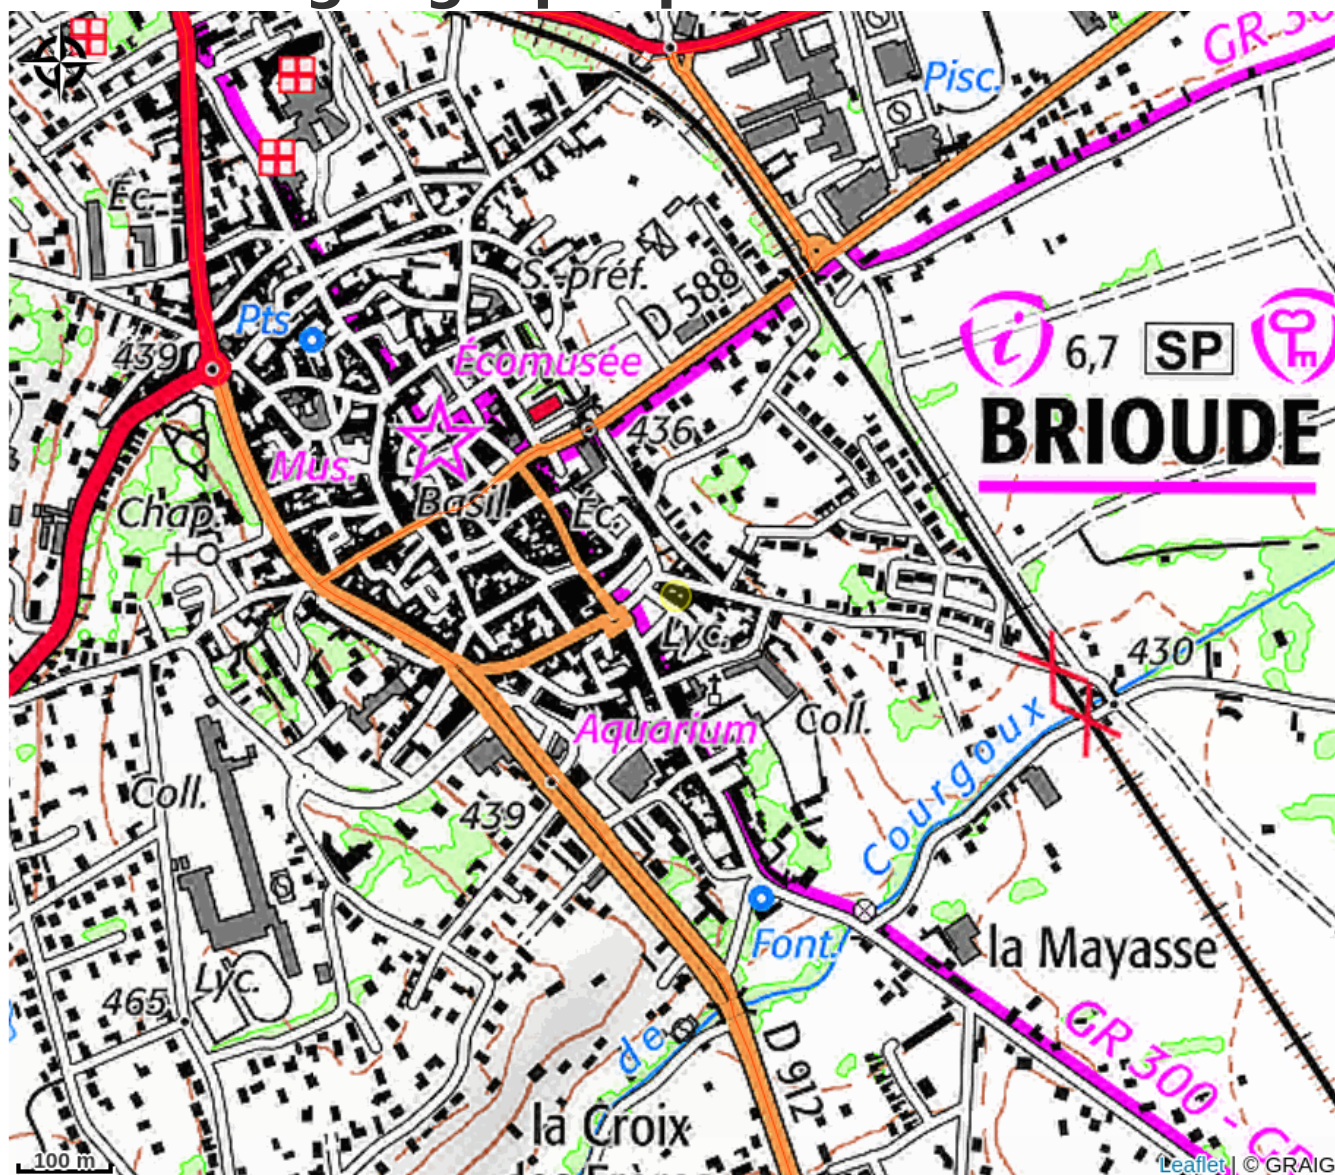 GR 30
Pisc.
Éc.
S.-préf.
D 588
Pts
439
Écomusée
6,7 SP
BRIOUDE
436
Mus.
Basil.
Chap.
Éc.
Lyc.
430
Aquarium
Coll.
Courgoux
Coll.
439
Font.
la Mayasse
Lyc.
465
de
D 912
GR 300 - GR
la Croix
100 m
Leaflet | © GRAIG